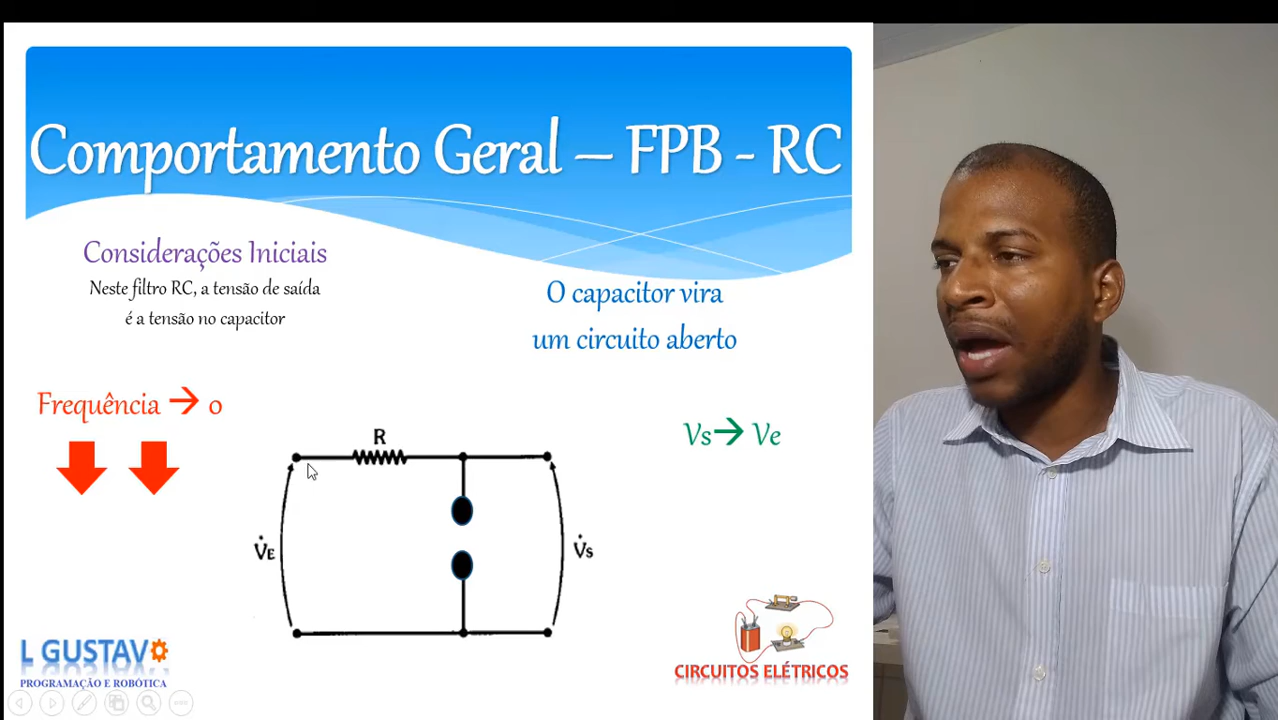 Comportamento Geral – FPB - RC
Considerações Iniciais
Neste filtro RC, a tensão de saída
é a tensão no capacitor
O capacitor vira
um circuito aberto
Frequência → 0
Vs→ Ve
R
V̇E
V̇s
L GUSTAVO
PROGRAMAÇÃO E ROBÓTICA
CIRCUITOS ELÉTRICOS